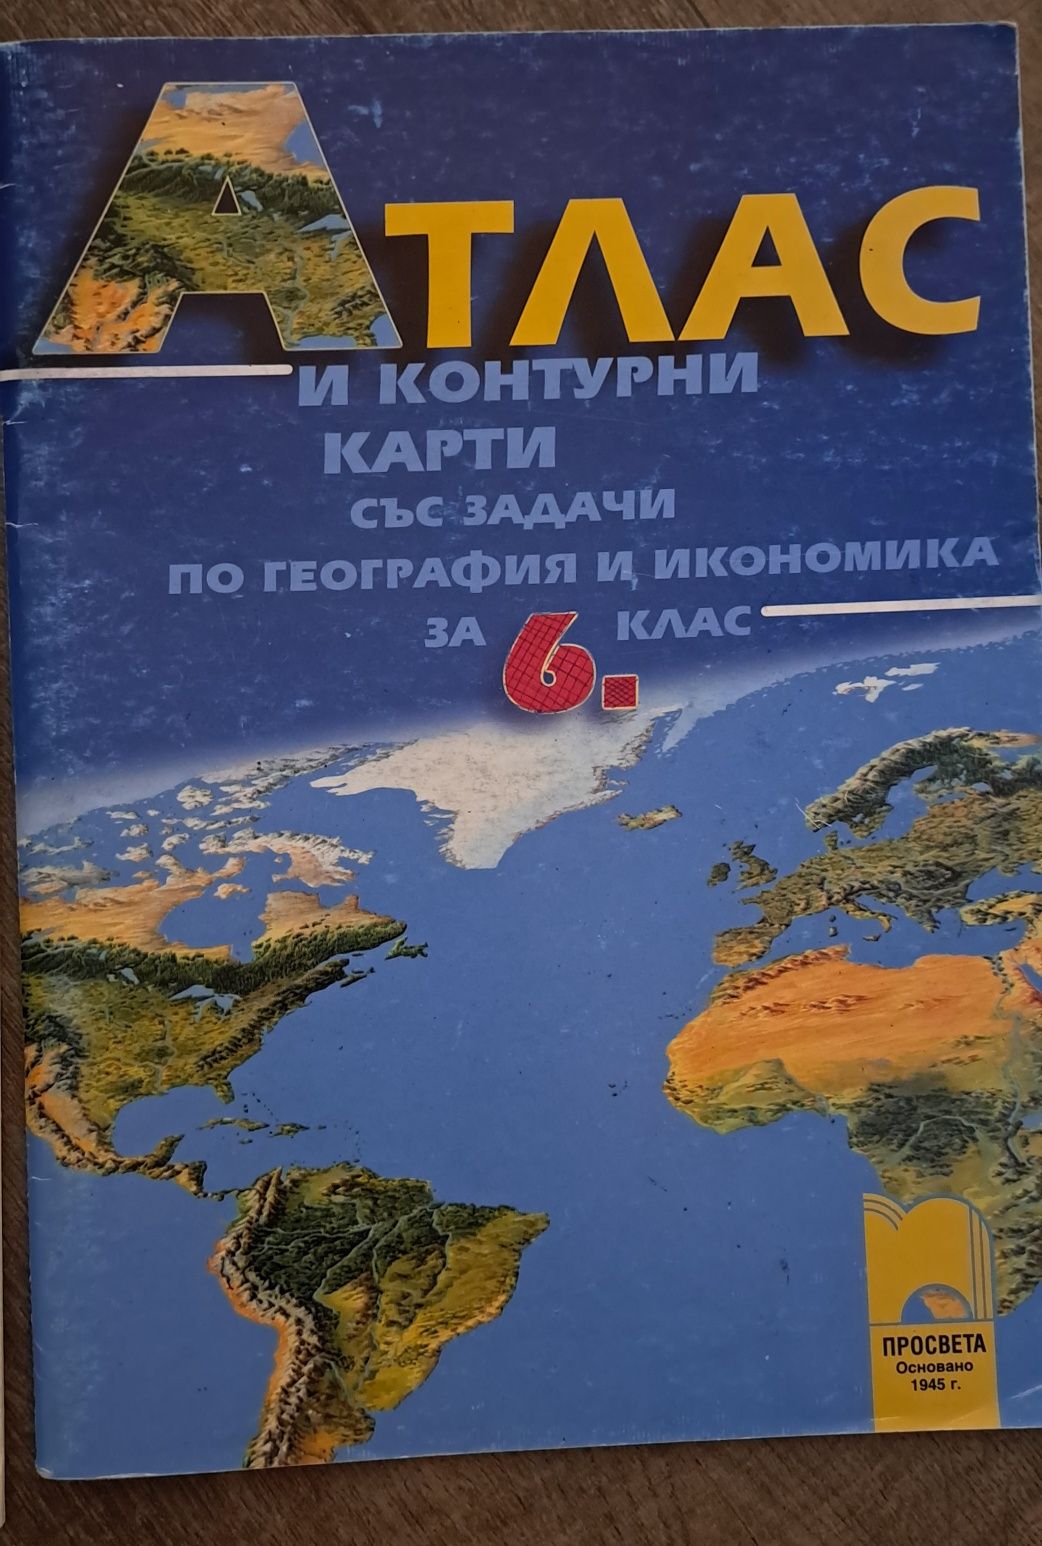 АТЛАС
И КОНТУРНИ
КАРТИ
СЪС ЗАДАЧИ
ПО ГЕОГРАФИЯ И ИКОНОМИКА
ЗА 6. КЛАС
ПРОСВЕТА
Основано
1945 г.